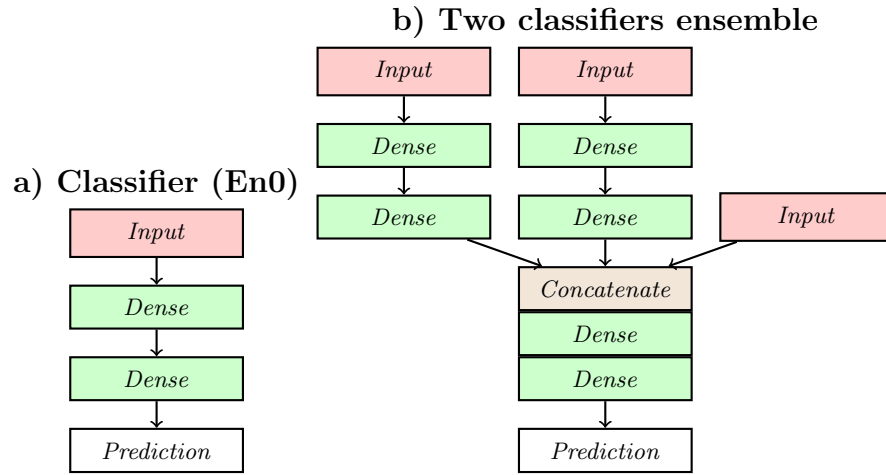 a) Classifier (En0)
Input
Dense
Dense
Prediction
b) Two classifiers ensemble
Input
Dense
Dense
Input
Dense
Dense
Input
Concatenate
Dense
Dense
Prediction